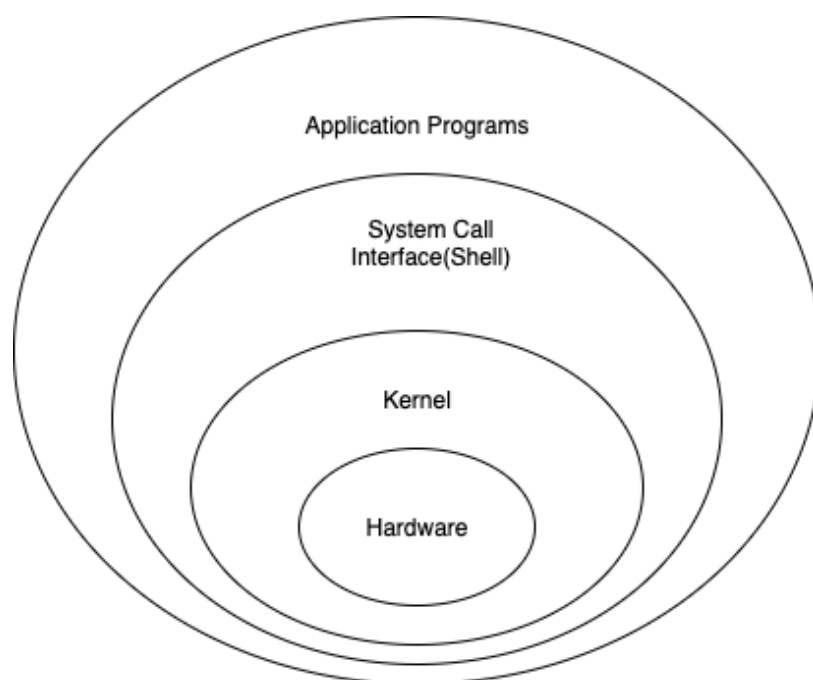 Application Programs
System Call
Interface(Shell)
Kernel
Hardware